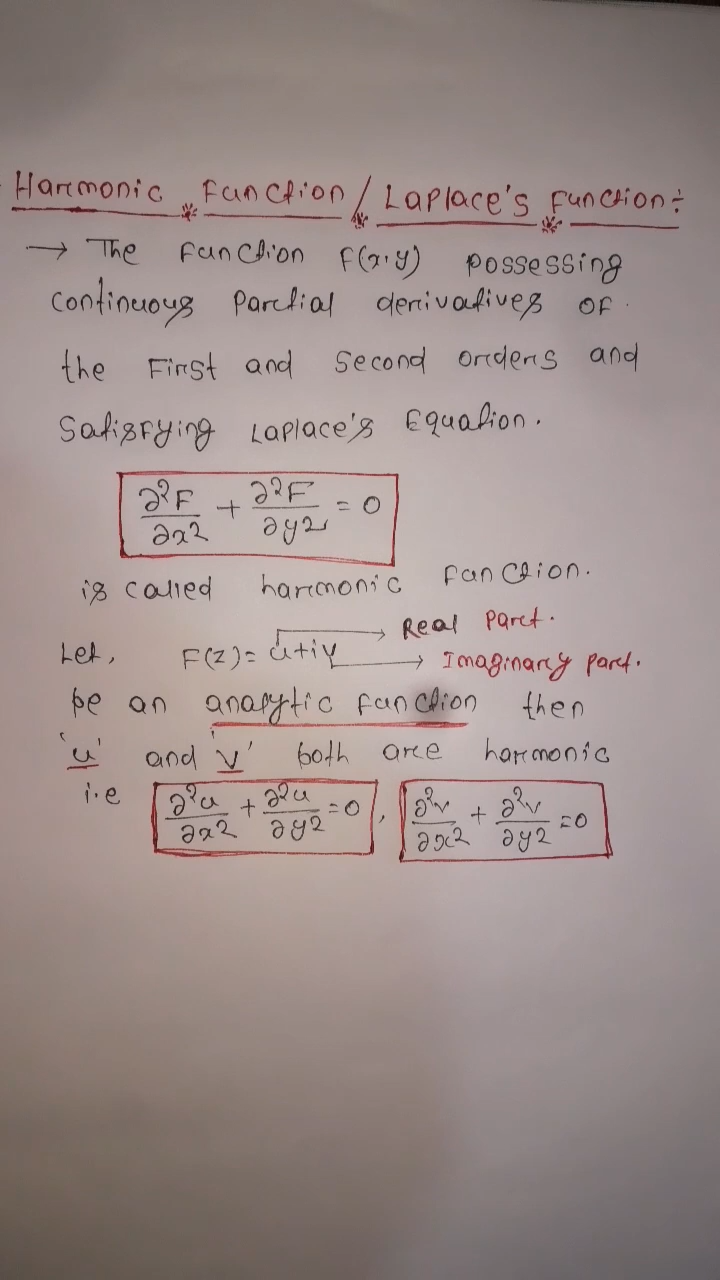 Harmonic Function / Laplace's Function :
→ The Function F(x,y) possessing
continuous Partial derivatives of
the First and Second orders and
Satisfying Laplace's Equation.
∂²F/∂x² + ∂²F/∂y² = 0
is called harmonic function.
Let, F(z) = u+iv → Real Part.
→ Imaginary part.
be an analytic function then
'u' and 'v' both are harmonic
i.e ∂²u/∂x² + ∂²u/∂y² = 0 , ∂²v/∂x² + ∂²v/∂y² = 0